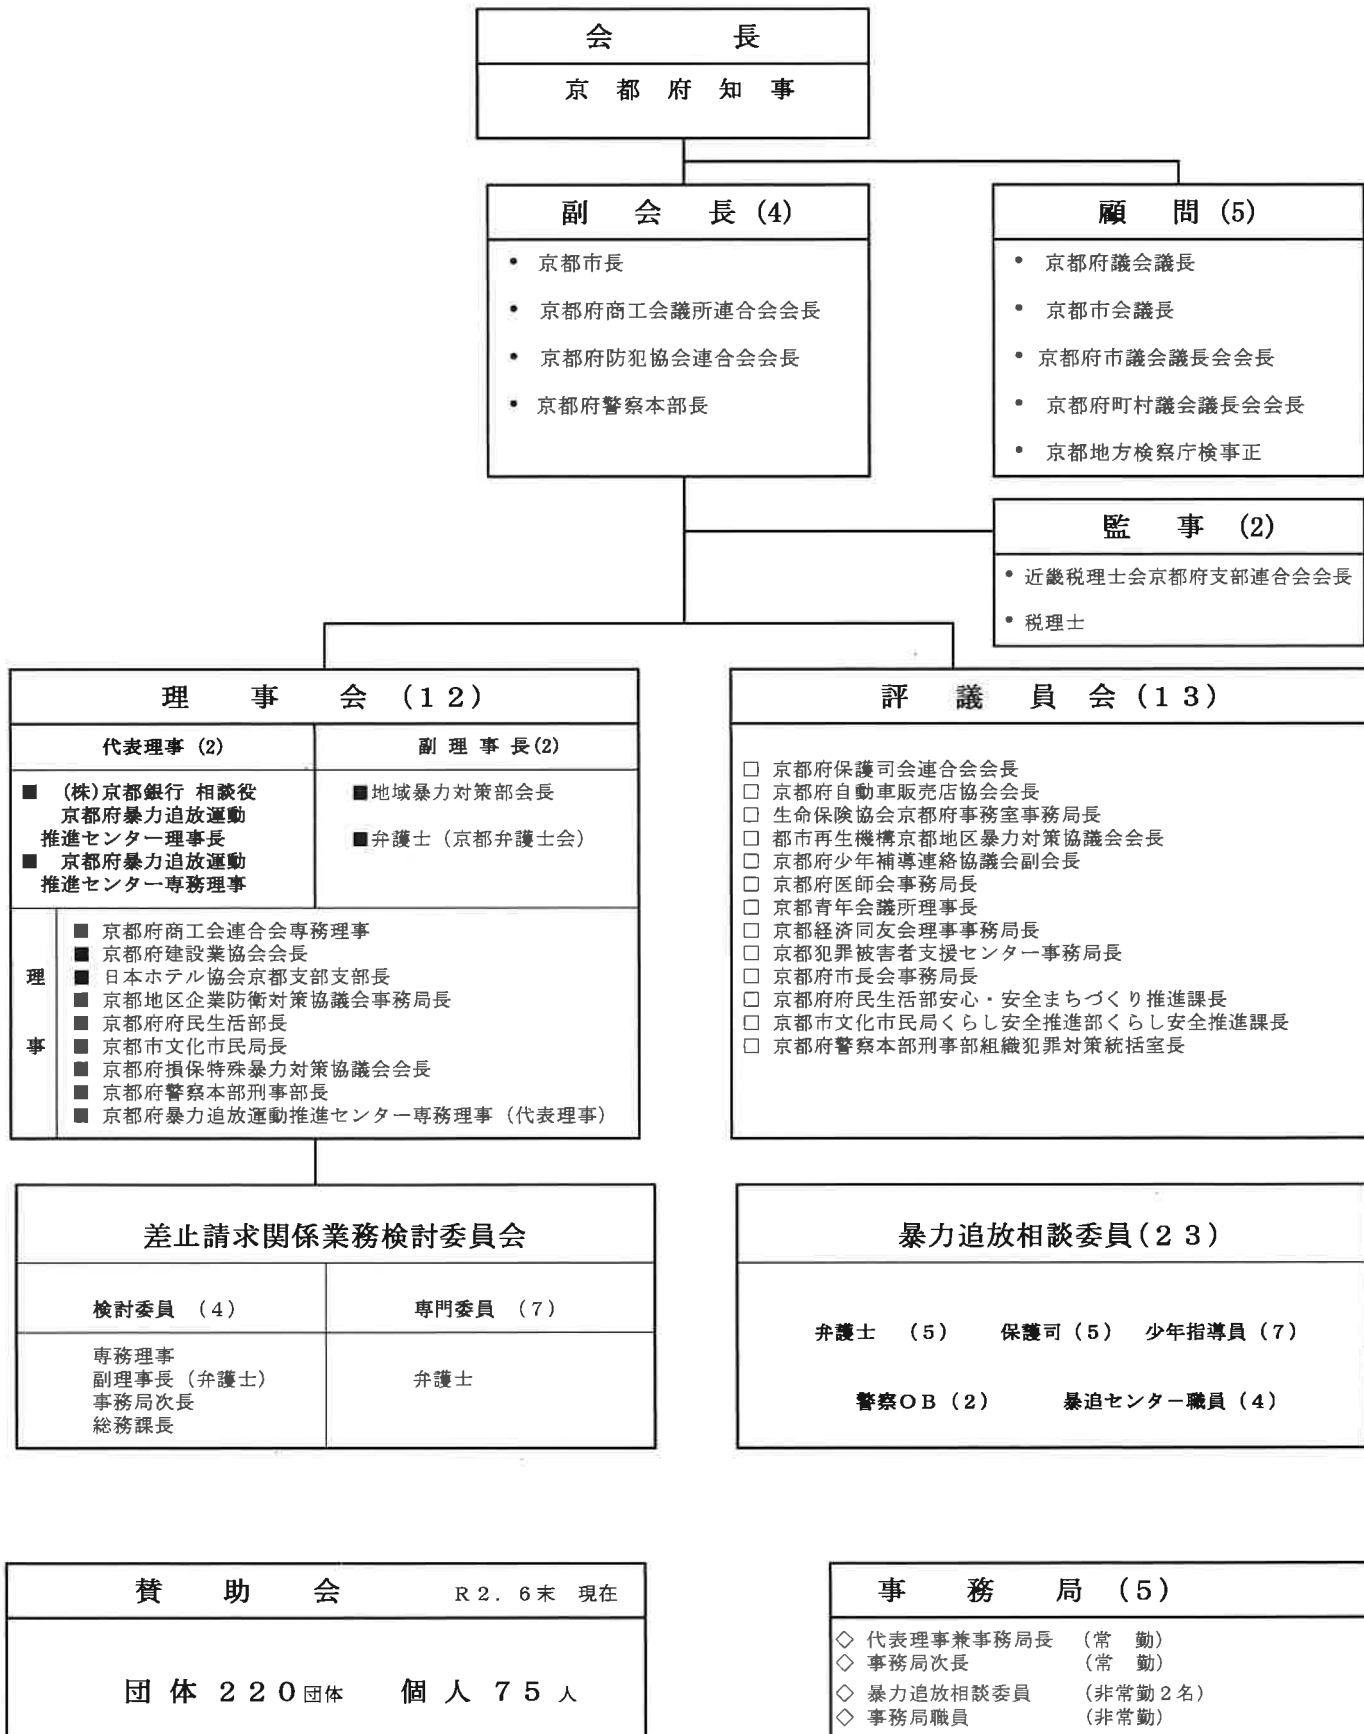 会長
京都府知事
副会長(4)
・ 京都市長
・ 京都府商工会議所連合会会長
・ 京都府防犯協会連合会会長
・ 京都府警察本部長
顧問(5)
・ 京都府議会議長
・ 京都市会議長
・ 京都府市議会議長会会長
・ 京都府町村議会議長会会長
・ 京都地方検察庁検事正
監事(2)
・ 近畿税理士会京都府支部連合会会長
・ 税理士
理事会(12)
代表理事(2)
■ (株)京都銀行 相談役
京都府暴力追放運動
推進センター理事長
■ 京都府暴力追放運動
推進センター専務理事
副理事長(2)
■地域暴力対策部会長
■弁護士(京都弁護士会)
理事
■ 京都府商工会連合会専務理事
■ 京都府建設業協会会長
■ 日本ホテル協会京都支部支部長
■ 京都地区企業防衛対策協議会事務局長
■ 京都府府民生活部長
■ 京都市文化市民局長
■ 京都府損保特殊暴力対策協議会会長
■ 京都府警察本部刑事部長
■ 京都府暴力追放運動推進センター専務理事(代表理事)
評議員会(13)
□ 京都府保護司会連合会会長
□ 京都府自動車販売店協会会長
□ 生命保険協会京都府事務室事務局長
□ 都市再生機構京都地区暴力対策協議会会長
□ 京都府少年補導連絡協議会副会長
□ 京都府医師会事務局長
□ 京都青年会議所理事長
□ 京都経済同友会理事事務局長
□ 京都犯罪被害者支援センター事務局長
□ 京都府市長会事務局長
□ 京都府府民生活部安心・安全まちづくり推進課長
□ 京都市文化市民局くらし安全推進部くらし安全推進課長
□ 京都府警察本部刑事部組織犯罪対策統括室長
差止請求関係業務検討委員会
検討委員 (4)
専務理事
副理事長(弁護士)
事務局次長
総務課長
専門委員 (7)
弁護士
暴力追放相談委員(23)
弁護士 (5) 保護司(5) 少年指導員(7)
警察OB(2) 暴追センター職員(4)
賛助会 R2.6末 現在
団体 220団体 個人 75人
事務局 (5)
◇ 代表理事兼事務局長 (常 勤)
◇ 事務局次長 (常 勤)
◇ 暴力追放相談委員 (非常勤2名)
◇ 事務局職員 (非常勤)